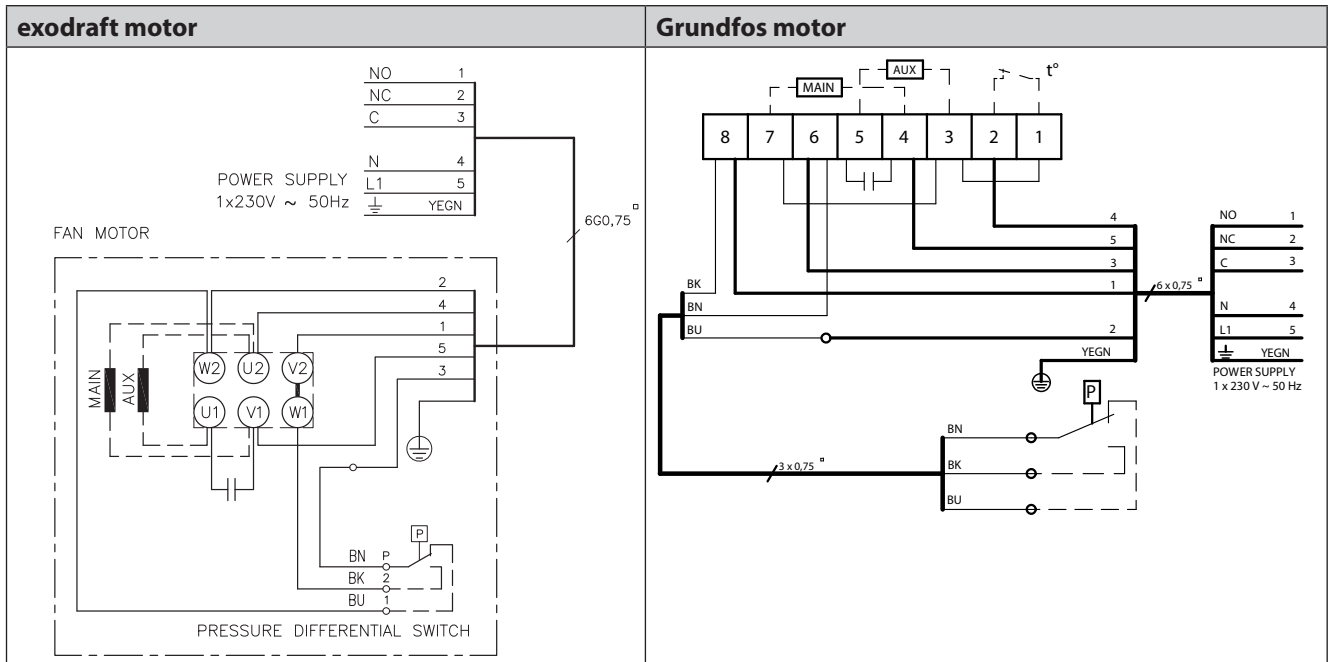 exodraft motor
NO 1
NC 2
C 3
N 4
POWER SUPPLY
L1 5
1x230V ~ 50Hz
YEGN
6G0,75 ▫
FAN MOTOR
2
4
1
5
3
MAIN
AUX
W2 U2 V2
U1 V1 W1
P
BN P
BK 2
BU 1
PRESSURE DIFFERENTIAL SWITCH
Grundfos motor
AUX
t°
MAIN
8 7 6 5 4 3 2 1
4
5
3
1
BK
BN
BU
2
YEGN
6 x 0,75 ▫
NO 1
NC 2
C 3
N 4
L1 5
YEGN
POWER SUPPLY
1 x 230 V ~ 50 Hz
P
BN
BK
BU
3 x 0,75 ▫